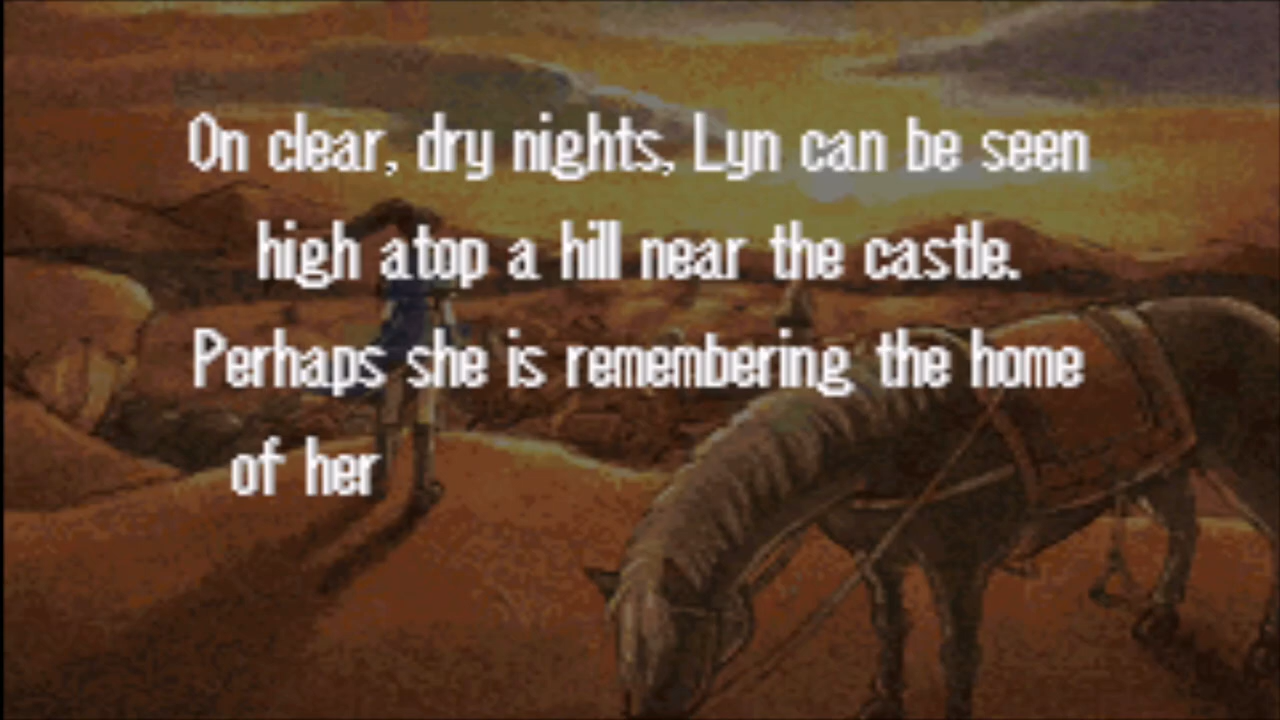 On clear, dry nights, Lyn can be seen
high atop a hill near the castle.
Perhaps she is remembering the home
of her